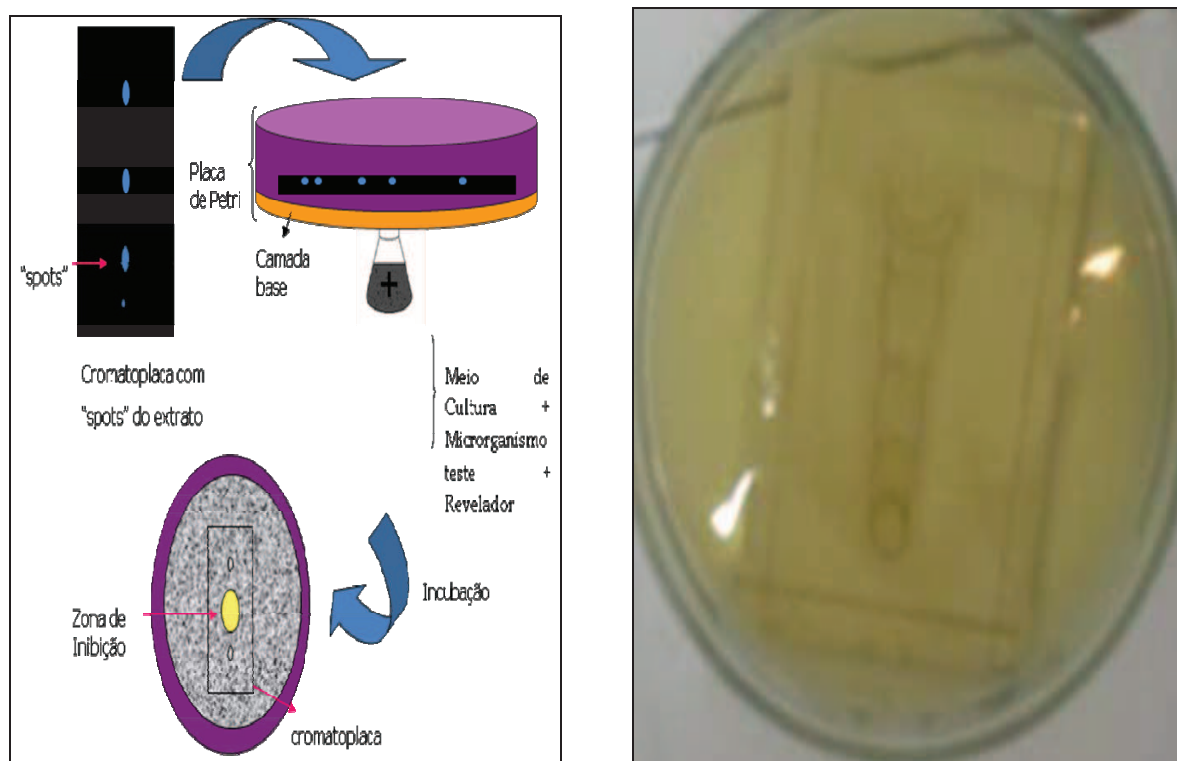 "spots"
Cromatoplaca com
"spots" do extrato
Placa
de Petri
Camada
base
+
Meio de
Cultura +
Microrganismo
teste +
Revelador
Incubação
Zona de
Inibição
cromatoplaca